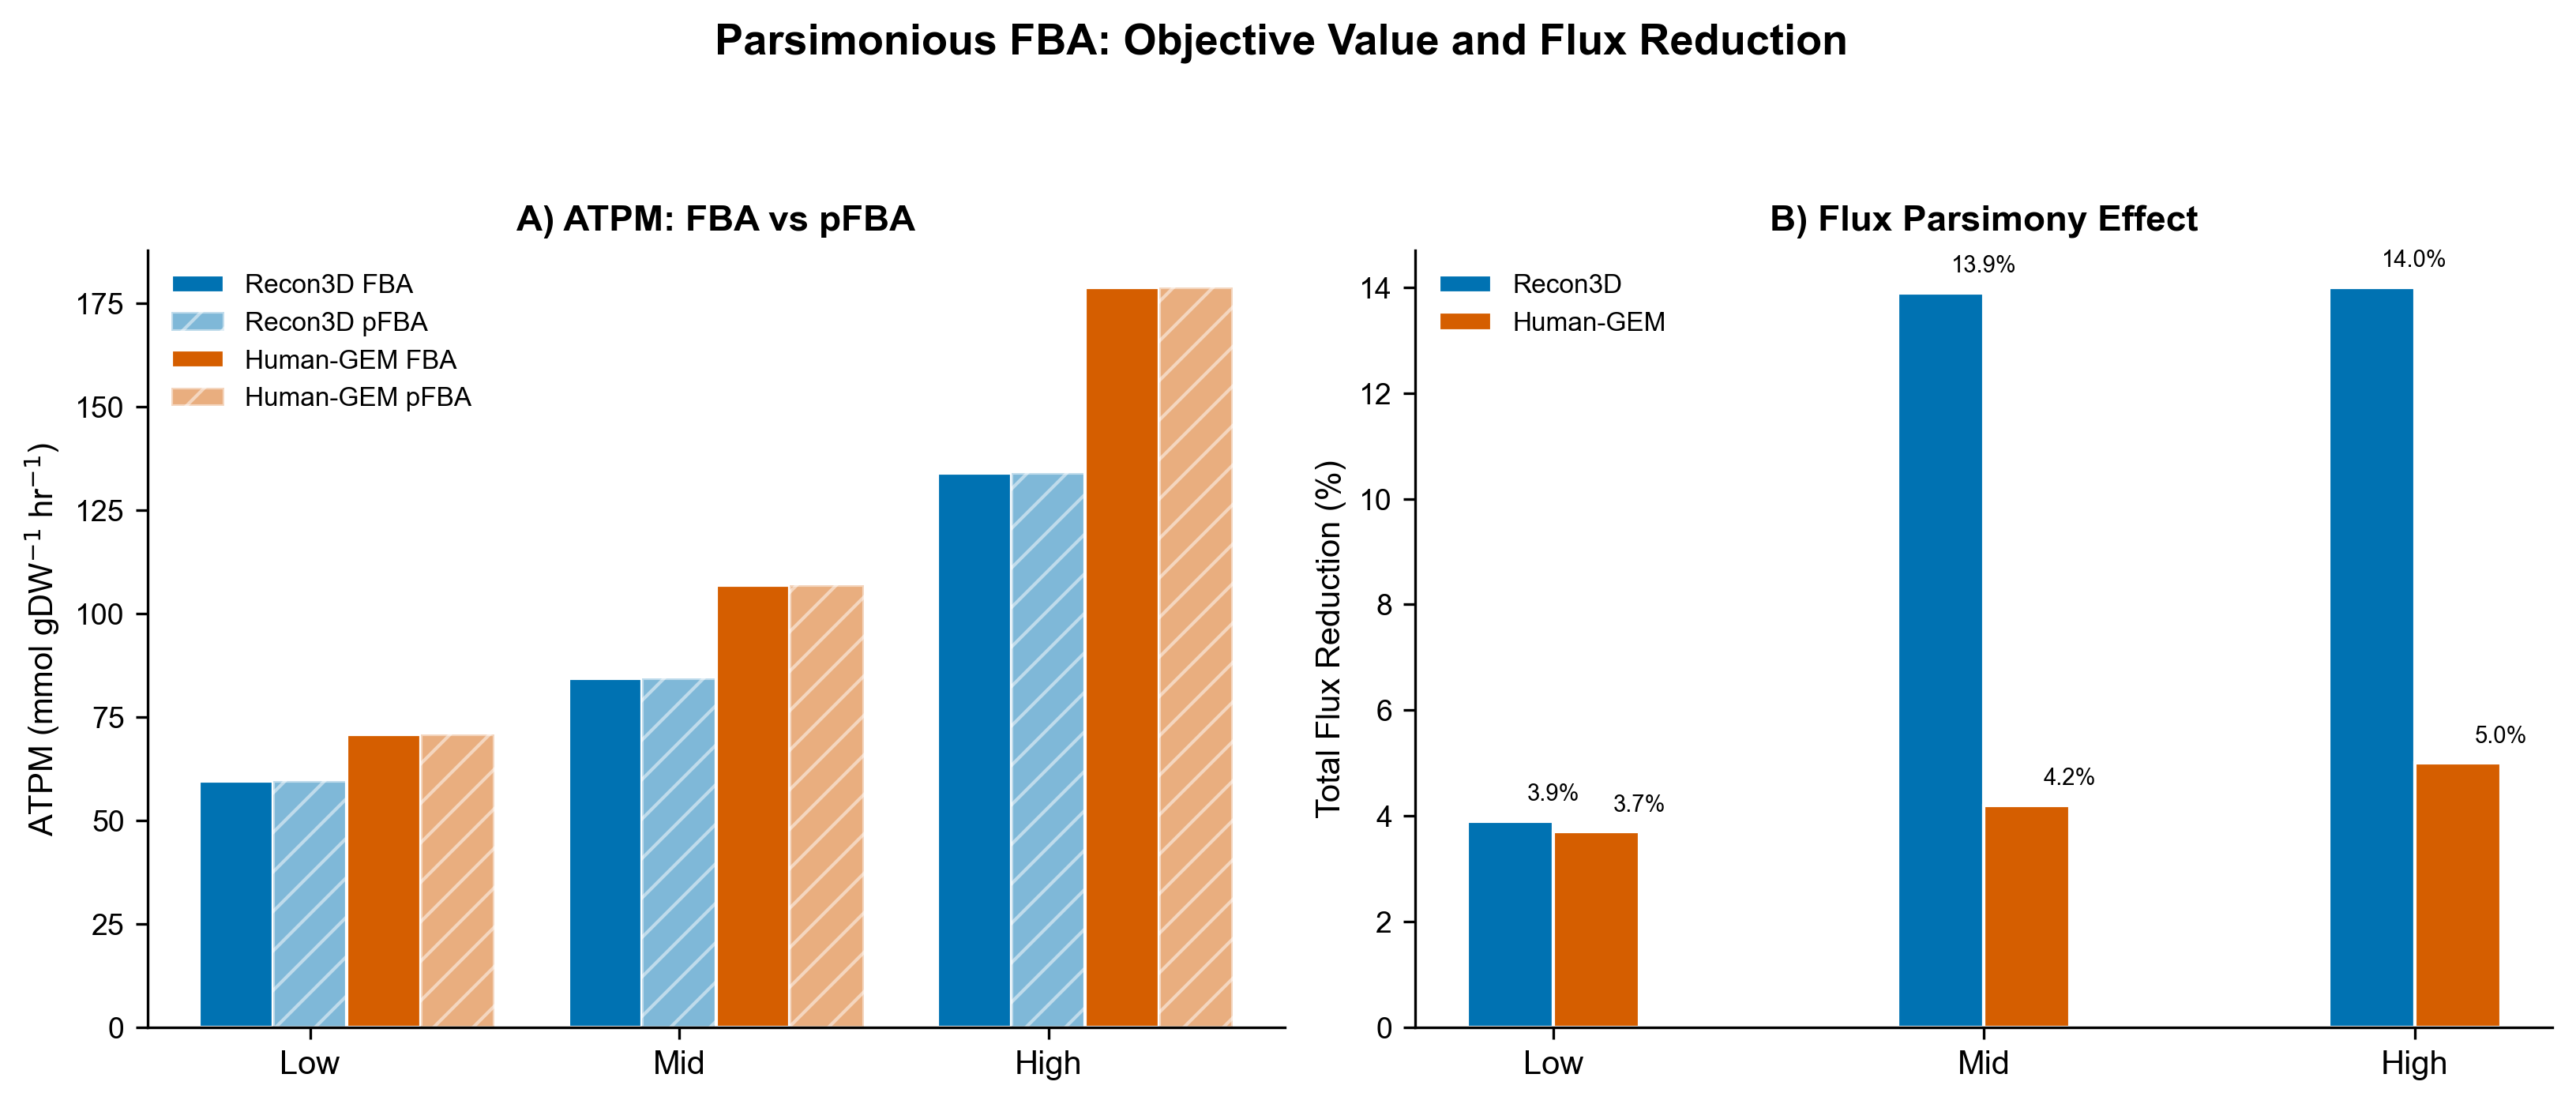 Parsimonious FBA: Objective Value and Flux Reduction
A) ATPM: FBA vs pFBA
Recon3D FBA
Recon3D pFBA
Human-GEM FBA
Human-GEM pFBA
ATPM (mmol gDW⁻¹ hr⁻¹)
175
150
125
100
75
50
25
0
Low
Mid
High
B) Flux Parsimony Effect
Recon3D
Human-GEM
Total Flux Reduction (%)
14
12
10
8
6
4
2
0
3.9%
3.7%
13.9%
4.2%
14.0%
5.0%
Low
Mid
High